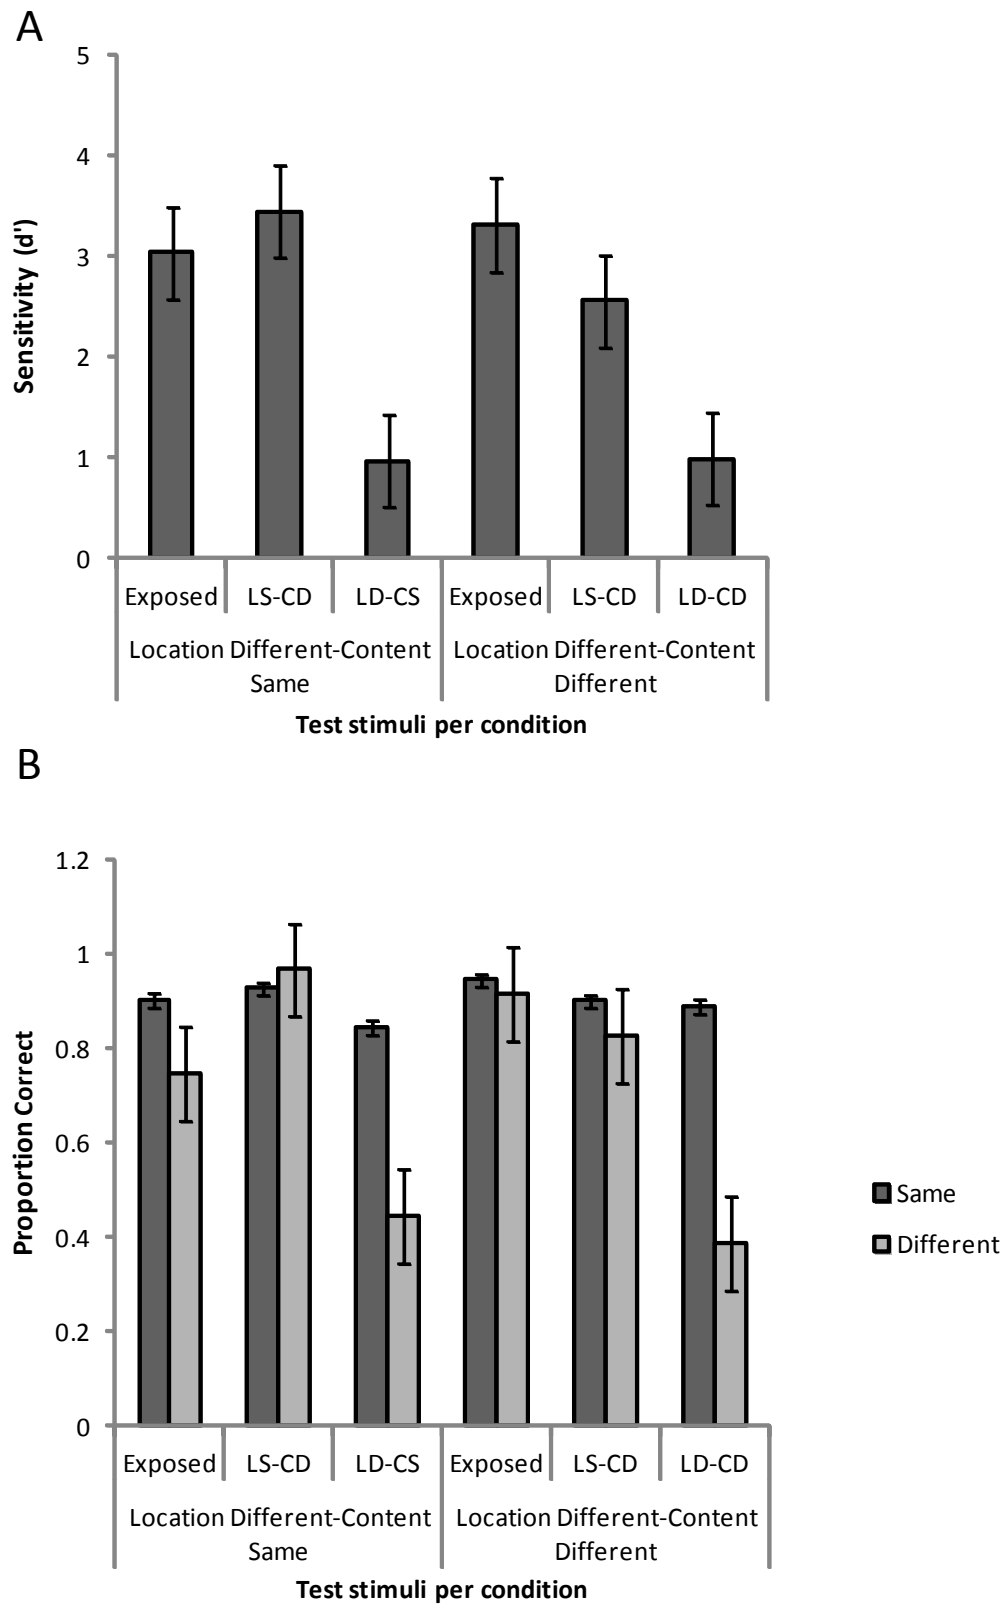 A
5
4
3
2
1
0
Sensitivity (d')
Exposed LS-CD LD-CS Exposed LS-CD LD-CD
Location Different-Content Same
Location Different-Content Different
Test stimuli per condition
B
1.2
1
0.8
0.6
0.4
0.2
0
Proportion Correct
Same
Different
Exposed LS-CD LD-CS Exposed LS-CD LD-CD
Location Different-Content Same
Location Different-Content Different
Test stimuli per condition